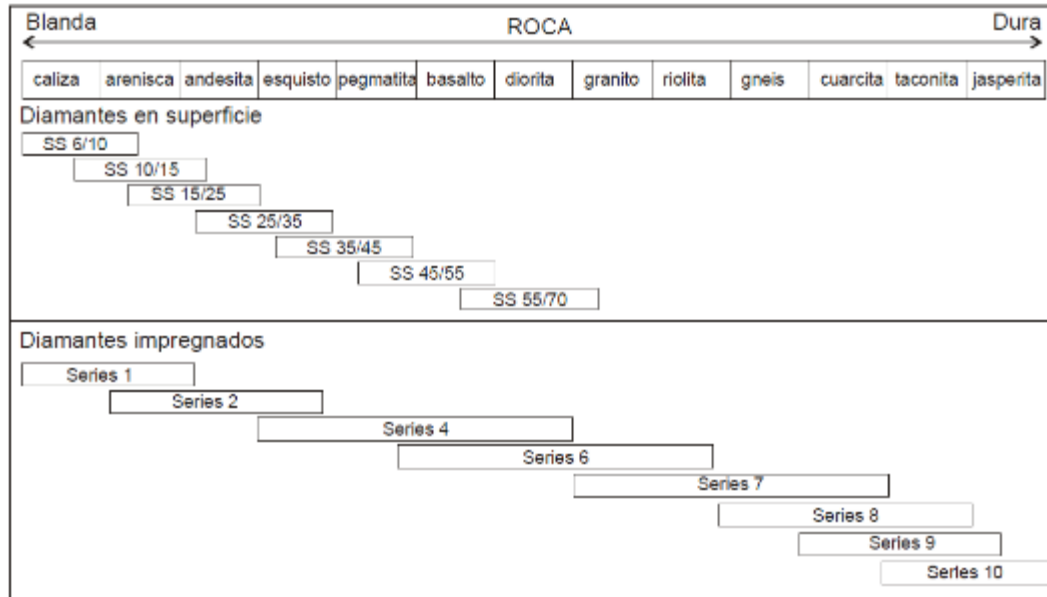 Blanda ROCA Dura
caliza arenisca andesita esquisto pegmatita basalto diorita granito riolita gneis cuarcita taconita jasperita
Diamantes en superficie
SS 6/10
SS 10/15
SS 15/25
SS 25/35
SS 35/45
SS 45/55
SS 55/70
Diamantes impregnados
Series 1
Series 2
Series 4
Series 6
Series 7
Series 8
Series 9
Series 10